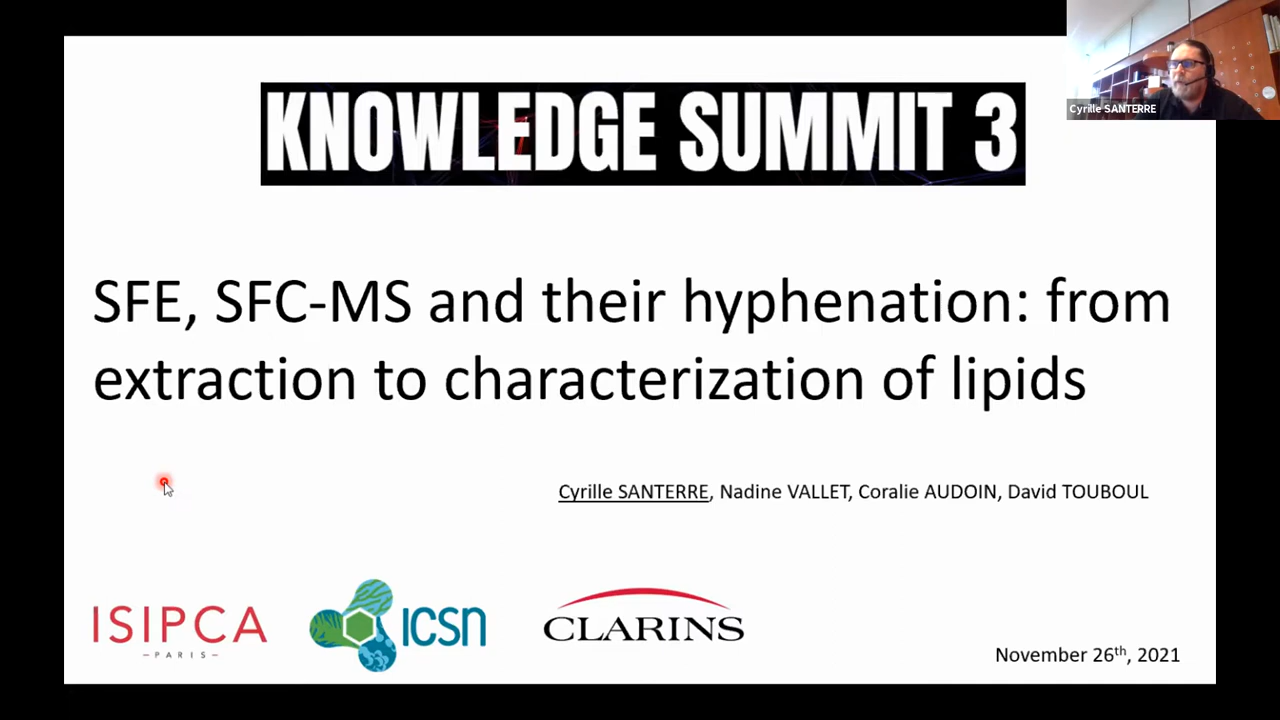 KNOWLEDGE SUMMIT 3
Cyrille SANTERRE
SFE, SFC-MS and their hyphenation: from
extraction to characterization of lipids
Cyrille SANTERRE, Nadine VALLET, Coralie AUDOIN, David TOUBOUL
ISIPCA
–PARIS–
ICSN
CLARINS
November 26th, 2021